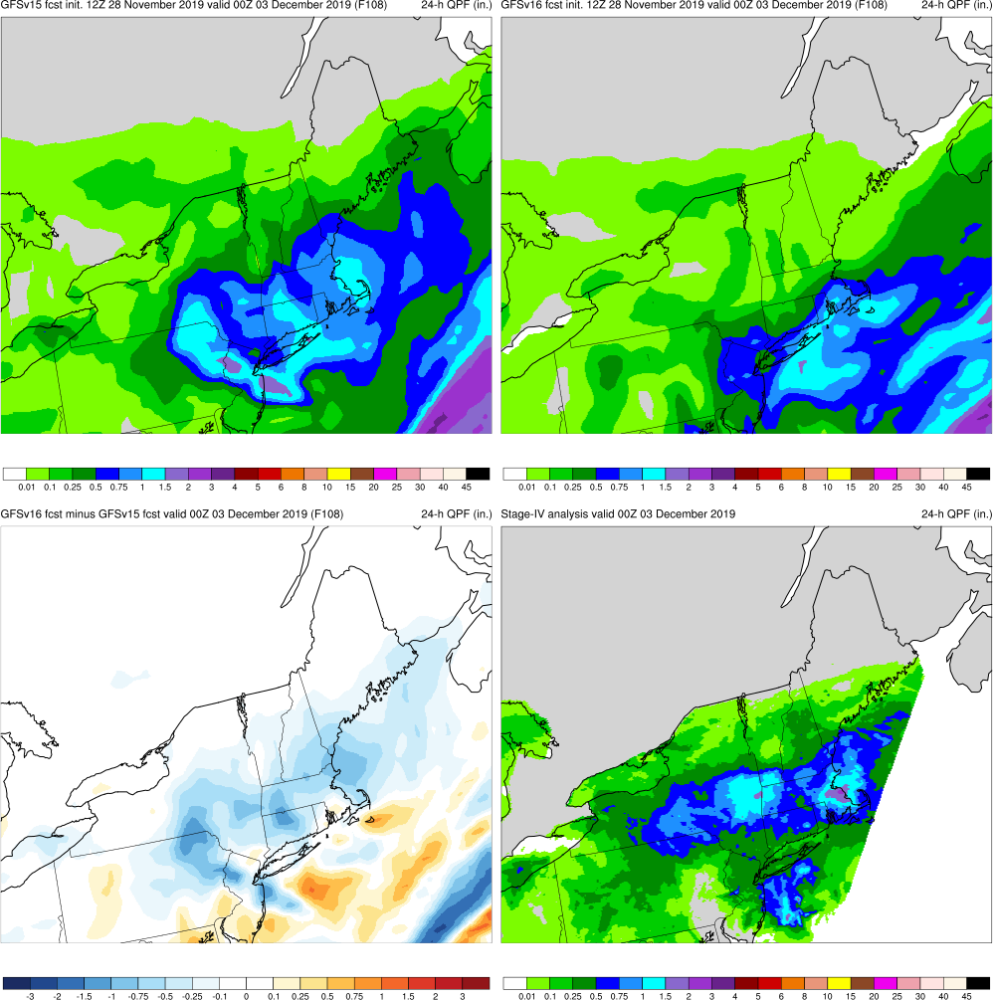 GFSv15 fcst init. 12Z 28 November 2019 valid 00Z 03 December 2019 (F108) 24-h QPF (in.)
GFSv16 fcst init. 12Z 28 November 2019 valid 00Z 03 December 2019 (F108) 24-h QPF (in.)
0.01 0.1 0.25 0.5 0.75 1 1.5 2 3 4 5 6 8 10 15 20 25 30 40 45
0.01 0.1 0.25 0.5 0.75 1 1.5 2 3 4 5 6 8 10 15 20 25 30 40 45
GFSv16 fcst minus GFSv15 fcst valid 00Z 03 December 2019 (F108) 24-h QPF (in.)
Stage-IV analysis valid 00Z 03 December 2019 24-h QPF (in.)
-3 -2 -1.5 -1 -0.75 -0.5 -0.25 -0.1 0 0.1 0.25 0.5 0.75 1 1.5 2 3
0.01 0.1 0.25 0.5 0.75 1 1.5 2 3 4 5 6 8 10 15 20 25 30 40 45